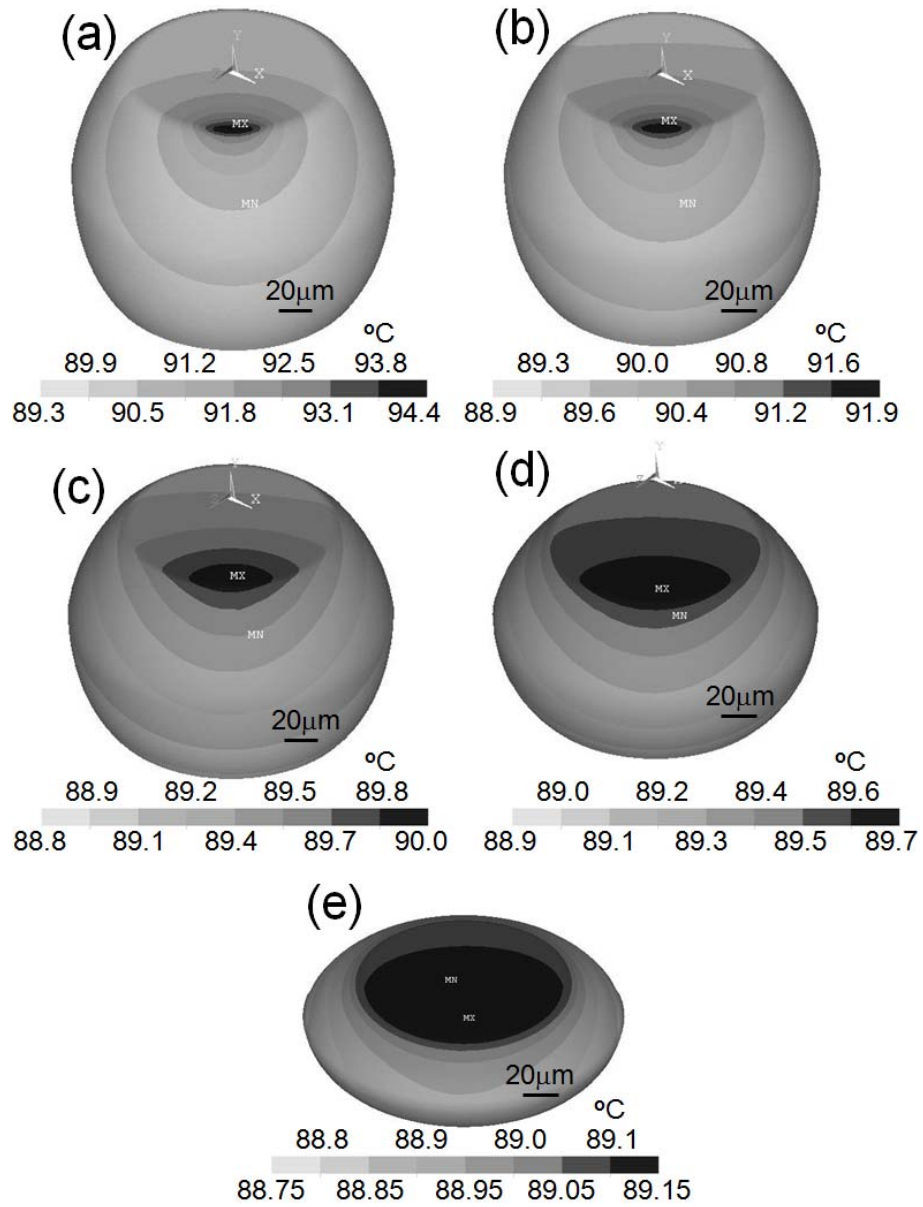 (a)
Y
Z
X
MX
MN
20μm
ºC
89.9 91.2 92.5 93.8
89.3 90.5 91.8 93.1 94.4
(b)
Y
X
MX
MN
20μm
ºC
89.3 90.0 90.8 91.6
88.9 89.6 90.4 91.2 91.9
(c)
Y
Z
X
MX
MN
20μm
ºC
88.9 89.2 89.5 89.8
88.8 89.1 89.4 89.7 90.0
(d)
Y
Z
MX
MN
20μm
ºC
89.0 89.2 89.4 89.6
88.9 89.1 89.3 89.5 89.7
(e)
MN
MX
20μm
ºC
88.8 88.9 89.0 89.1
88.75 88.85 88.95 89.05 89.15